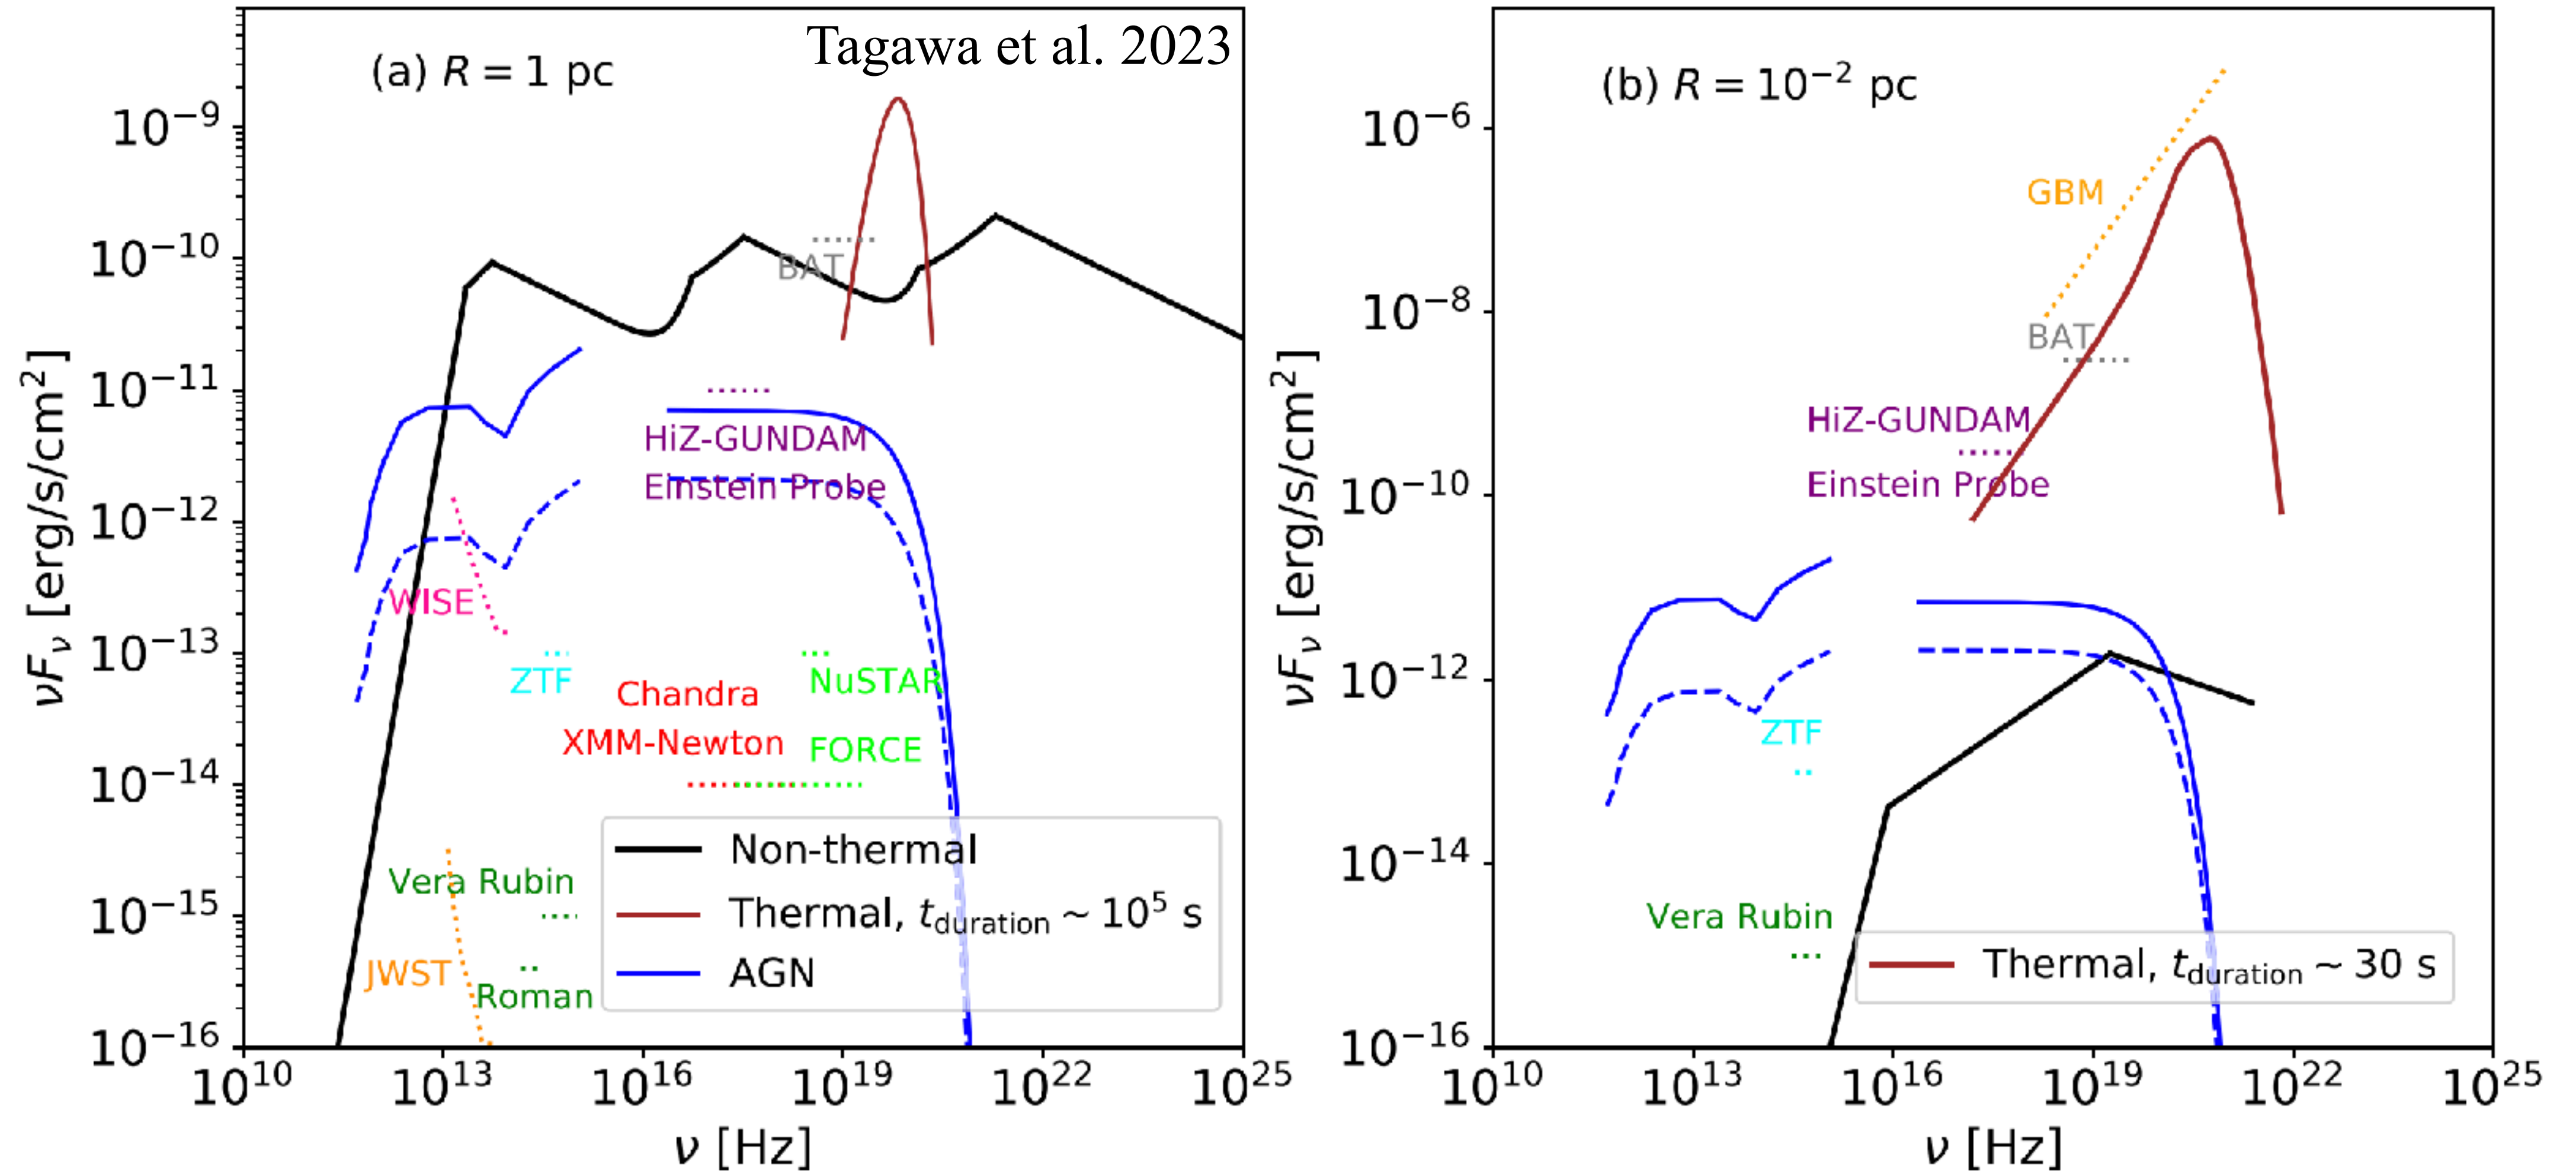 Tagawa et al. 2023
(a) R = 1 pc
10⁻⁹
10⁻¹⁰
10⁻¹¹
10⁻¹²
10⁻¹³
10⁻¹⁴
10⁻¹⁵
10⁻¹⁶
νFᵥ [erg/s/cm²]
BAT
HiZ-GUNDAM
Einstein Probe
WISE
ZTF
NuSTAR
Chandra
XMM-Newton
FORCE
Vera Rubin
JWST
Roman
Non-thermal
Thermal, t_duration ~ 10⁵ s
AGN
10¹⁰ 10¹³ 10¹⁶ 10¹⁹ 10²² 10²⁵
ν [Hz]
(b) R = 10⁻² pc
10⁻⁶
10⁻⁸
10⁻¹⁰
10⁻¹²
10⁻¹⁴
10⁻¹⁶
νFᵥ [erg/s/cm²]
GBM
BAT
HiZ-GUNDAM
Einstein Probe
ZTF
Vera Rubin
Thermal, t_duration ~ 30 s
10¹⁰ 10¹³ 10¹⁶ 10¹⁹ 10²² 10²⁵
ν [Hz]